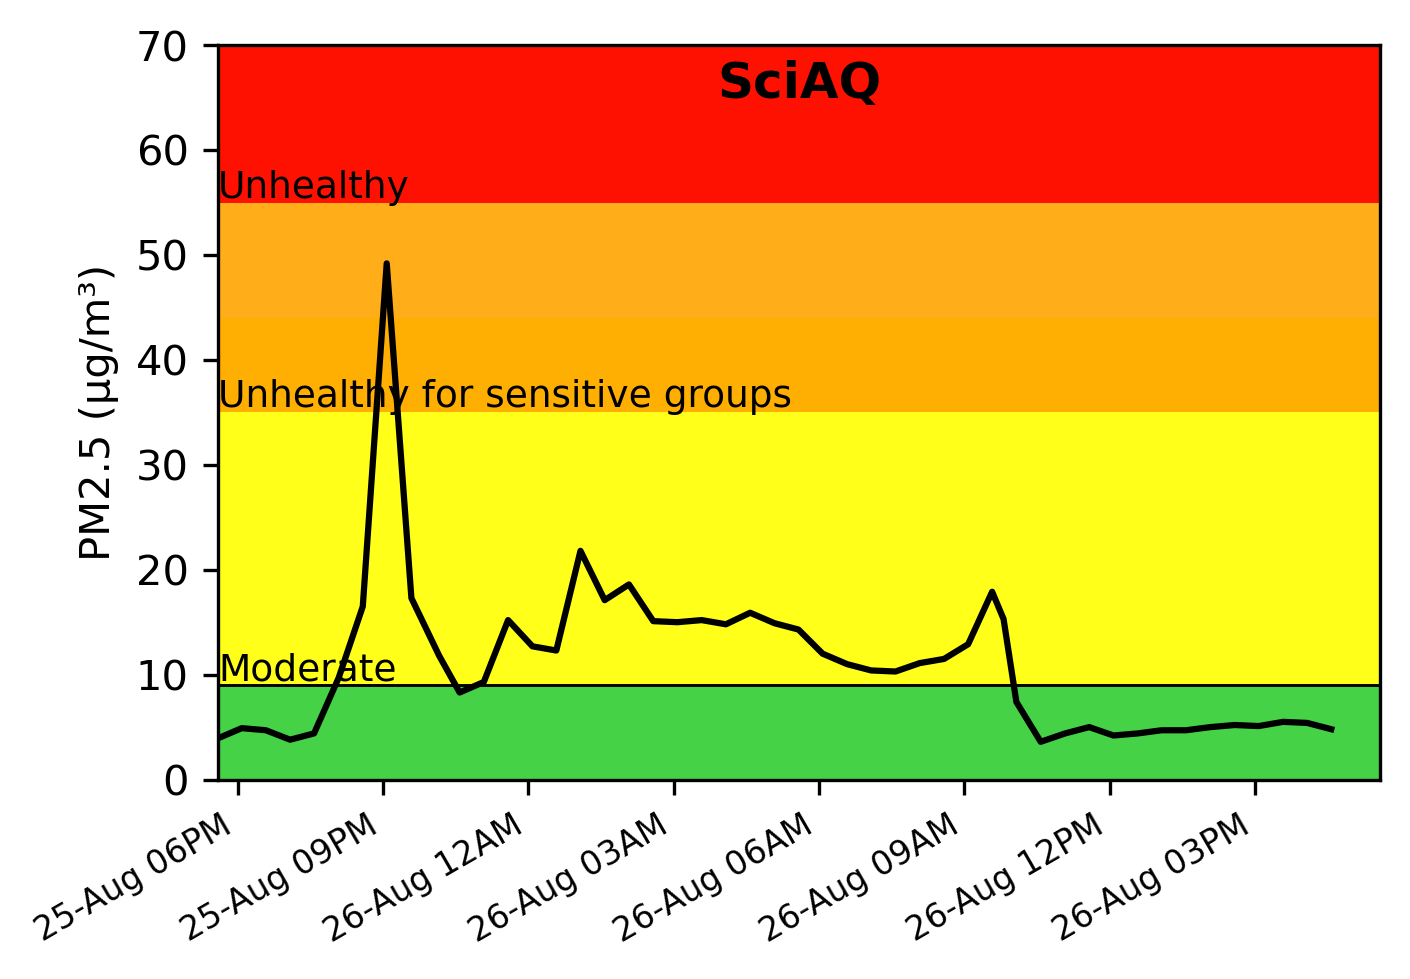 SciAQ
70
60
50
40
30
20
10
0
PM2.5 (µg/m³)
Unhealthy
Unhealthy for sensitive groups
Moderate
25-Aug 06PM
25-Aug 09PM
26-Aug 12AM
26-Aug 03AM
26-Aug 06AM
26-Aug 09AM
26-Aug 12PM
26-Aug 03PM